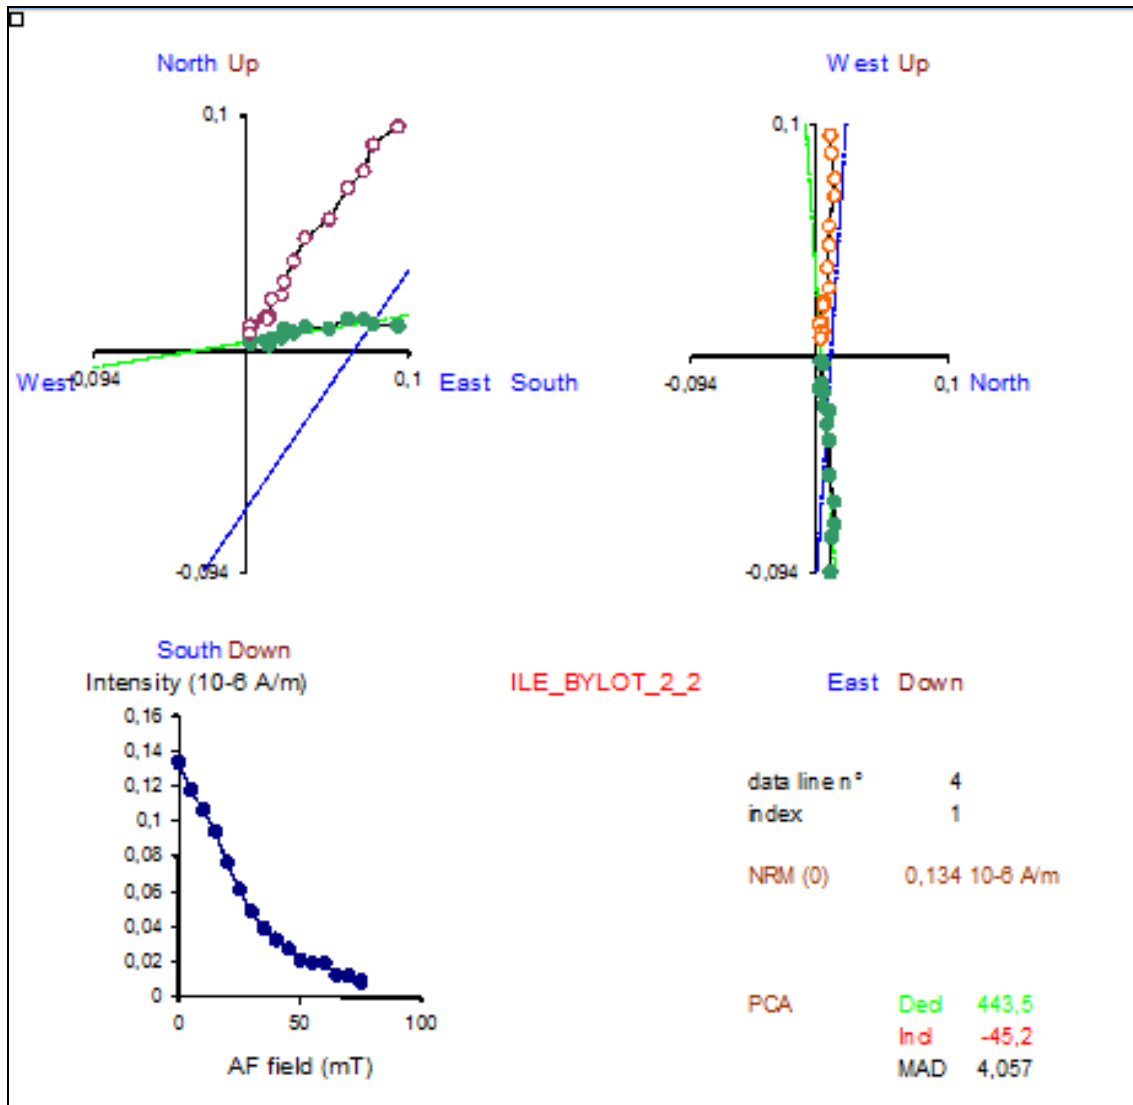 North Up
West Up
0,1
0,1
West
-0,094
0,1
East
South
-0,094
0,1
North
-0,094
-0,094
South Down
Intensity (10-6 A/m)
ILE_BYLOT_2_2
East Down
0,16
0,14
0,12
0,1
0,08
0,06
0,04
0,02
0
0
50
100
AF field (mT)
data line n°
4
index
1
NRM (0)
0,134 10-6 A/m
PCA
Decl
443,5
Incl
-45,2
MAD
4,057